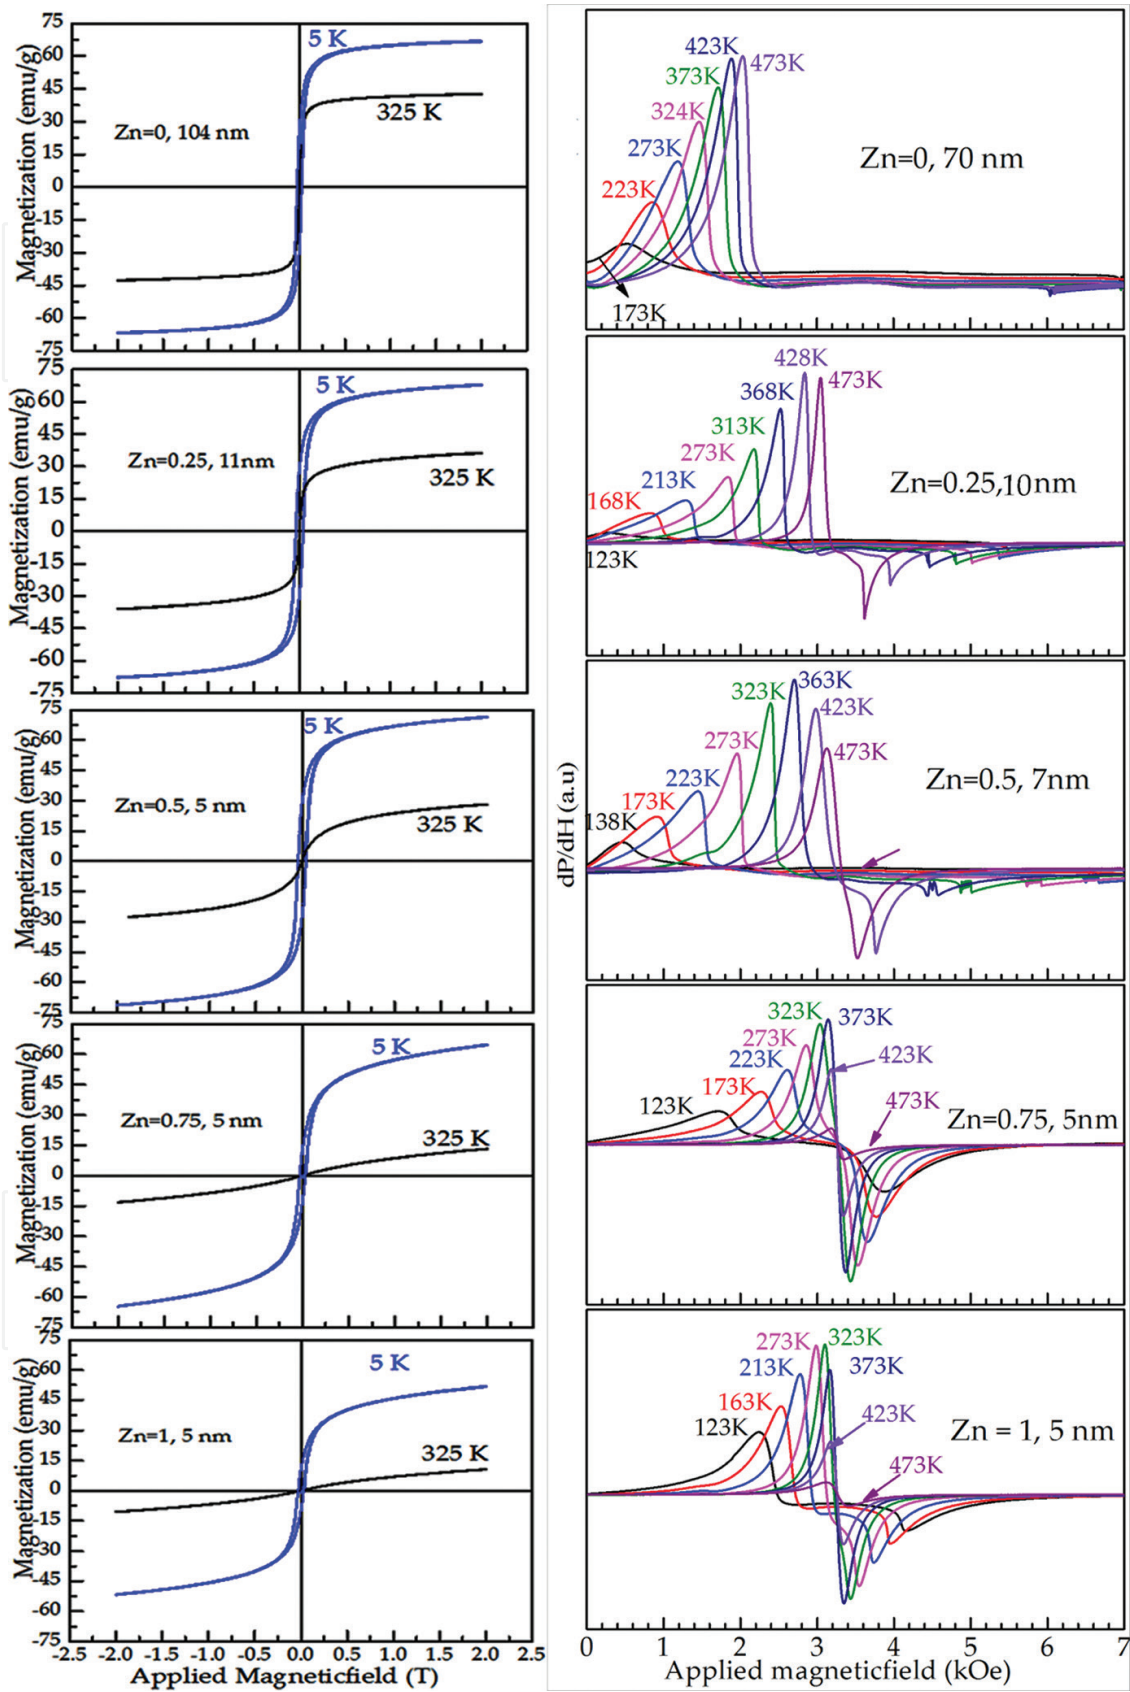 75
60
45
30
15
0
-15
-30
-45
-60
-75
Magnetization (emu/g)
5 K
325 K
Zn=0, 104 nm
75
60
45
30
15
0
-15
-30
-45
-60
-75
Magnetization (emu/g)
5 K
325 K
Zn=0.25, 11nm
75
60
45
30
15
0
-15
-30
-45
-60
-75
Magnetization (emu/g)
5 K
325 K
Zn=0.5, 5 nm
75
60
45
30
15
0
-15
-30
-45
-60
-75
Magnetization (emu/g)
5 K
325 K
Zn=0.75, 5 nm
75
60
45
30
15
0
-15
-30
-45
-60
-75
Magnetization (emu/g)
5 K
325 K
Zn=1, 5 nm
-2.5 -2.0 -1.5 -1.0 -0.5 0.0 0.5 1.0 1.5 2.0 2.5
Applied Magneticfield (T)
423K
473K
373K
324K
273K
223K
173K
Zn=0, 70 nm
428K
473K
368K
313K
273K
213K
168K
123K
Zn=0.25,10nm
363K
323K
423K
273K
473K
223K
173K
138K
Zn=0.5, 7nm
dP/dH (a.u)
323K
373K
273K
223K
423K
173K
123K
473K
Zn=0.75, 5nm
273K
323K
213K
373K
163K
123K
423K
473K
Zn = 1, 5 nm
0 1 2 3 4 5 6 7
Applied magneticfield (kOe)